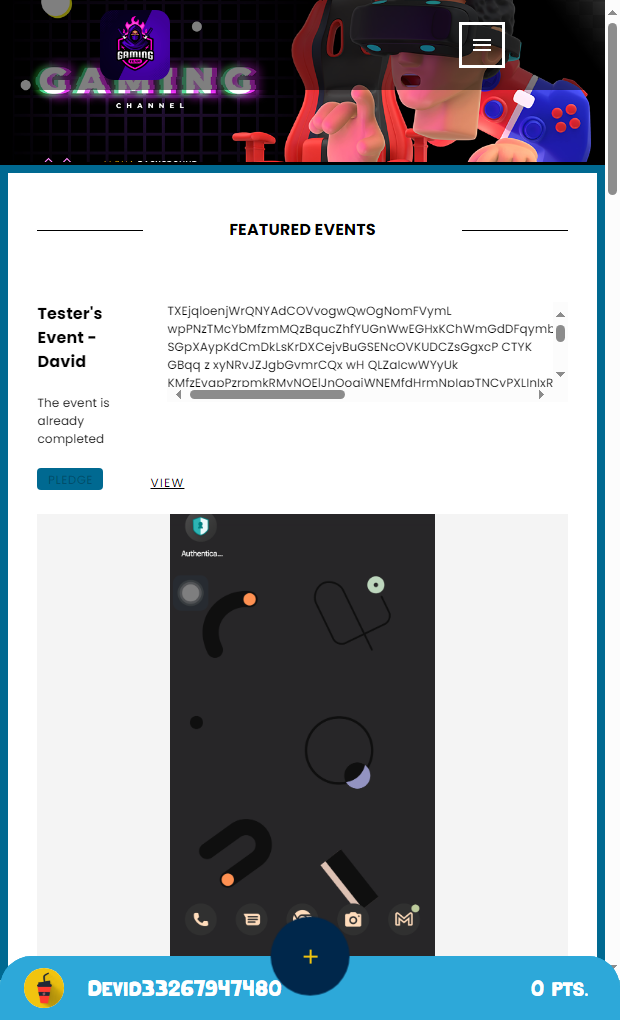 GAMING
GAMING
CHANNEL
FEATURED EVENTS
Tester's
Event -
David
TXEjqloenjWrQNYAdCOVvogwQwOgNomFVymL
wpPNzTMcYbMfzmMQzBqucZhfYUGnWwEGHxKChWmGdDFqymb
SGpXAypKdCmDkLsKrDXCejvBuGSENcOVKUDCZsGgxcP CTYK
GBqq z xyNRvJZJgbGvmrCQx wH QLZalcwWYyUk
The event is
already
completed
PLEDGE
VIEW
Authentica...
+
Devid33267947480
0 PTS.